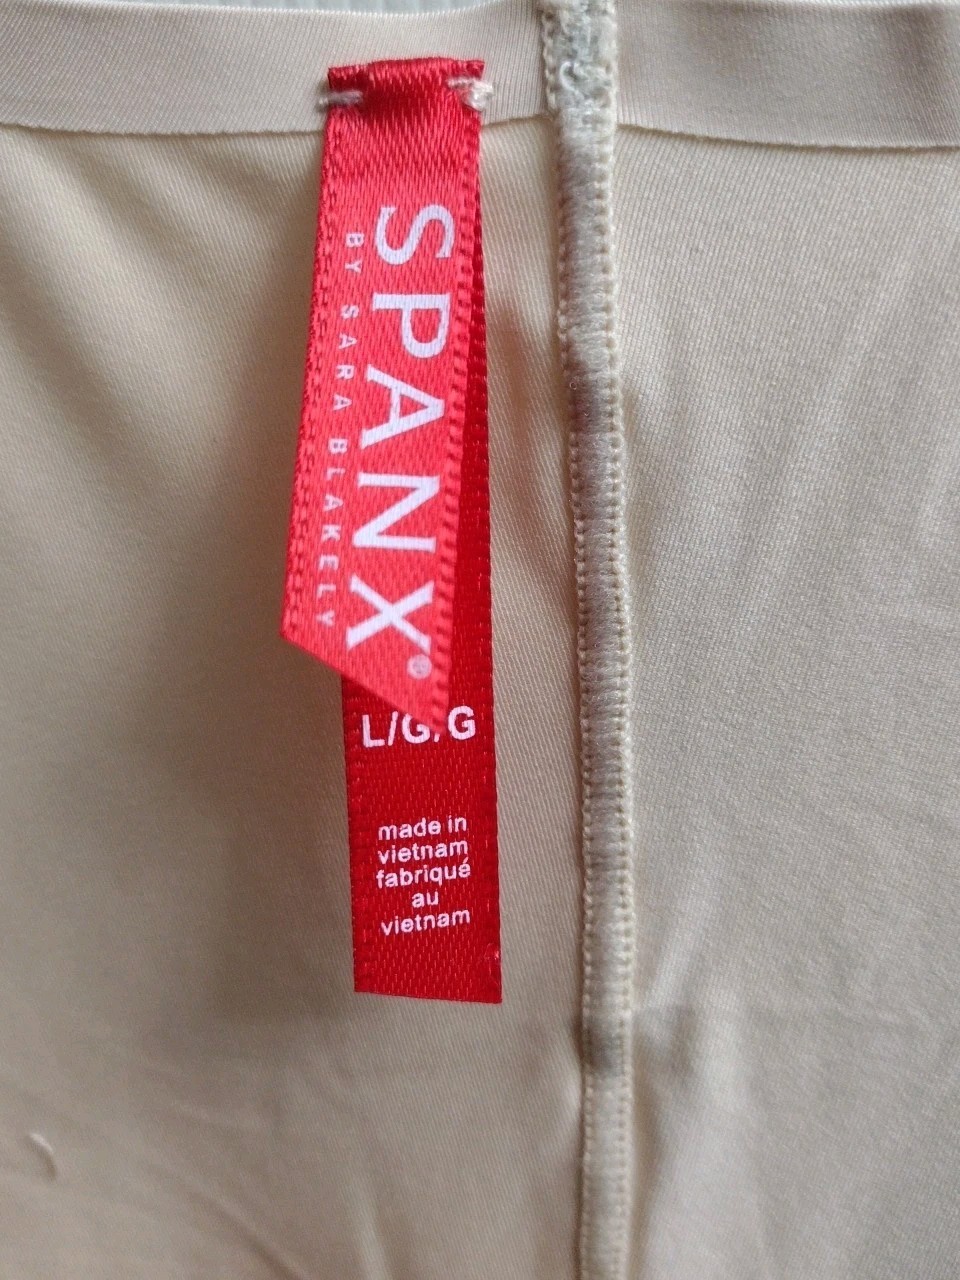 SPANX®
BY SARA BLAKELY
L/G/G
made in
vietnam
fabriqué
au
vietnam